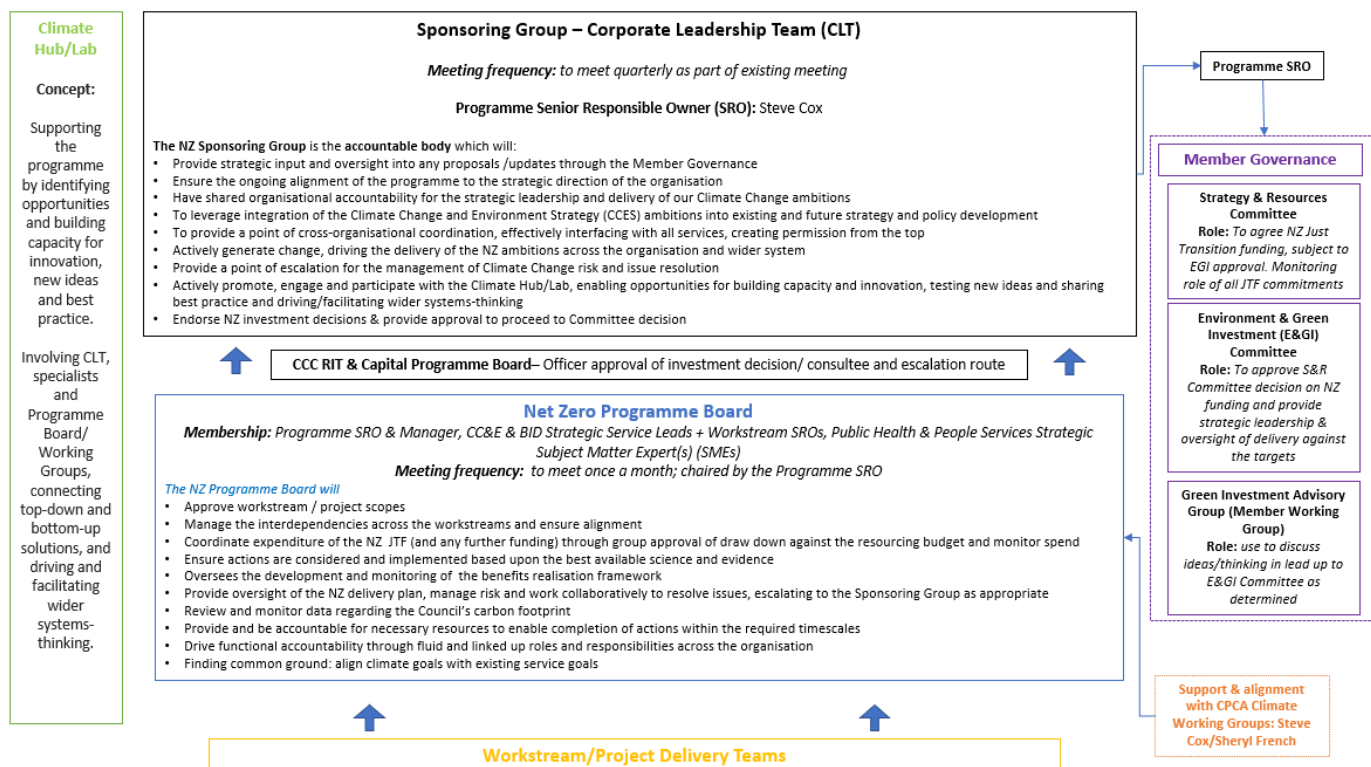 Climate
Hub/Lab
Concept:
Supporting
the
programme
by identifying
opportunities
and building
capacity for
innovation,
new ideas
and best
practice.
Involving CLT,
specialists
and
Programme
Board/
Working
Groups,
connecting
top-down and
bottom-up
solutions, and
driving and
facilitating
wider
systems-
thinking.
Sponsoring Group – Corporate Leadership Team (CLT)
Meeting frequency: to meet quarterly as part of existing meeting
Programme Senior Responsible Owner (SRO): Steve Cox
The NZ Sponsoring Group is the accountable body which will:
• Provide strategic input and oversight into any proposals /updates through the Member Governance
• Ensure the ongoing alignment of the programme to the strategic direction of the organisation
• Have shared organisational accountability for the strategic leadership and delivery of our Climate Change ambitions
• To leverage integration of the Climate Change and Environment Strategy (CCES) ambitions into existing and future strategy and policy development
• To provide a point of cross-organisational coordination, effectively interfacing with all services, creating permission from the top
• Actively generate change, driving the delivery of the NZ ambitions across the organisation and wider system
• Provide a point of escalation for the management of Climate Change risk and issue resolution
• Actively promote, engage and participate with the Climate Hub/Lab, enabling opportunities for building capacity and innovation, testing new ideas and sharing
best practice and driving/facilitating wider systems-thinking
• Endorse NZ investment decisions & provide approval to proceed to Committee decision
CCC RIT & Capital Programme Board– Officer approval of investment decision/ consultee and escalation route
Net Zero Programme Board
Membership: Programme SRO & Manager, CC&E & BID Strategic Service Leads + Workstream SROs, Public Health & People Services Strategic
Subject Matter Expert(s) (SMEs)
Meeting frequency: to meet once a month; chaired by the Programme SRO
The NZ Programme Board will
• Approve workstream / project scopes
• Manage the interdependencies across the workstreams and ensure alignment
• Coordinate expenditure of the NZ JTF (and any further funding) through group approval of draw down against the resourcing budget and monitor spend
• Ensure actions are considered and implemented based upon the best available science and evidence
• Oversees the development and monitoring of the benefits realisation framework
• Provide oversight of the NZ delivery plan, manage risk and work collaboratively to resolve issues, escalating to the Sponsoring Group as appropriate
• Review and monitor data regarding the Council's carbon footprint
• Provide and be accountable for necessary resources to enable completion of actions within the required timescales
• Drive functional accountability through fluid and linked up roles and responsibilities across the organisation
• Finding common ground: align climate goals with existing service goals
Workstream/Project Delivery Teams
Programme SRO
Member Governance
Strategy & Resources
Committee
Role: To agree NZ Just
Transition funding, subject to
EGI approval. Monitoring
role of all JTF commitments
Environment & Green
Investment (E&GI)
Committee
Role: To approve S&R
Committee decision on NZ
funding and provide
strategic leadership &
oversight of delivery against
the targets
Green Investment Advisory
Group (Member Working
Group)
Role: use to discuss
ideas/thinking in lead up to
E&GI Committee as
determined
Support & alignment
with CPCA Climate
Working Groups: Steve
Cox/Sheryl French